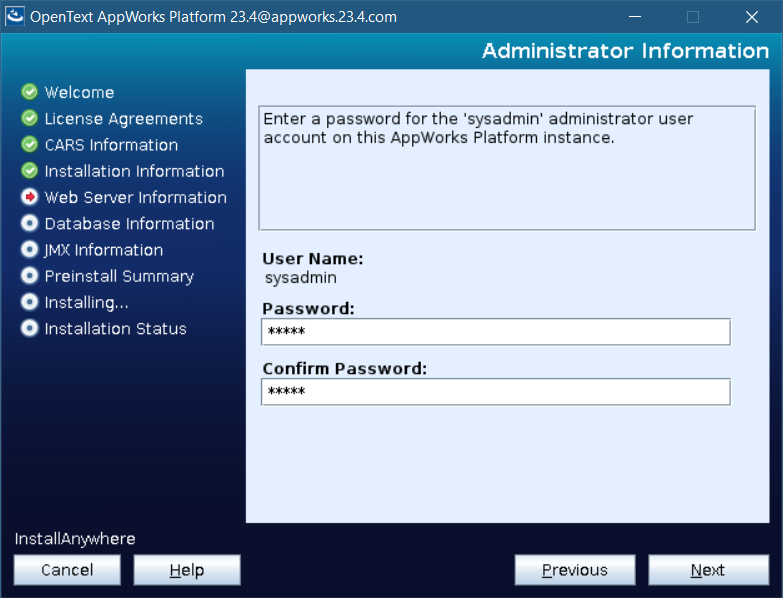 OpenText AppWorks Platform 23.4@appworks.23.4.com
Administrator Information
Welcome
License Agreements
CARS Information
Installation Information
Web Server Information
Database Information
JMX Information
Preinstall Summary
Installing...
Installation Status
Enter a password for the 'sysadmin' administrator user
account on this AppWorks Platform instance.
User Name:
sysadmin
Password:
*****
Confirm Password:
*****
InstallAnywhere
Cancel
Help
Previous
Next